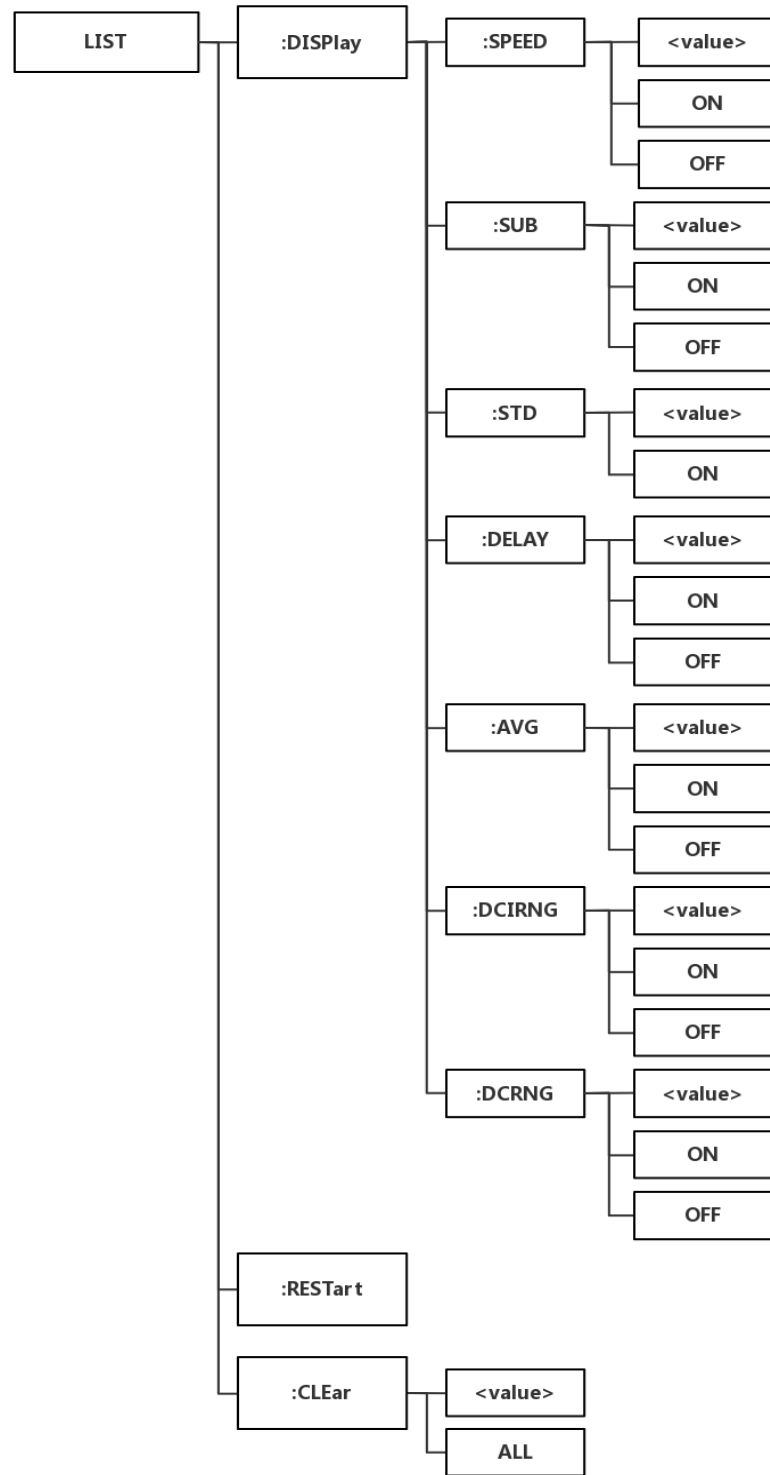 LIST
:DISPlay
:SPEED
<value>
ON
OFF
:SUB
<value>
ON
OFF
:STD
<value>
ON
:DELAY
<value>
ON
OFF
:AVG
<value>
ON
OFF
:DCIRNG
<value>
ON
OFF
:DCRNG
<value>
ON
OFF
:RESTart
:CLEar
<value>
ALL